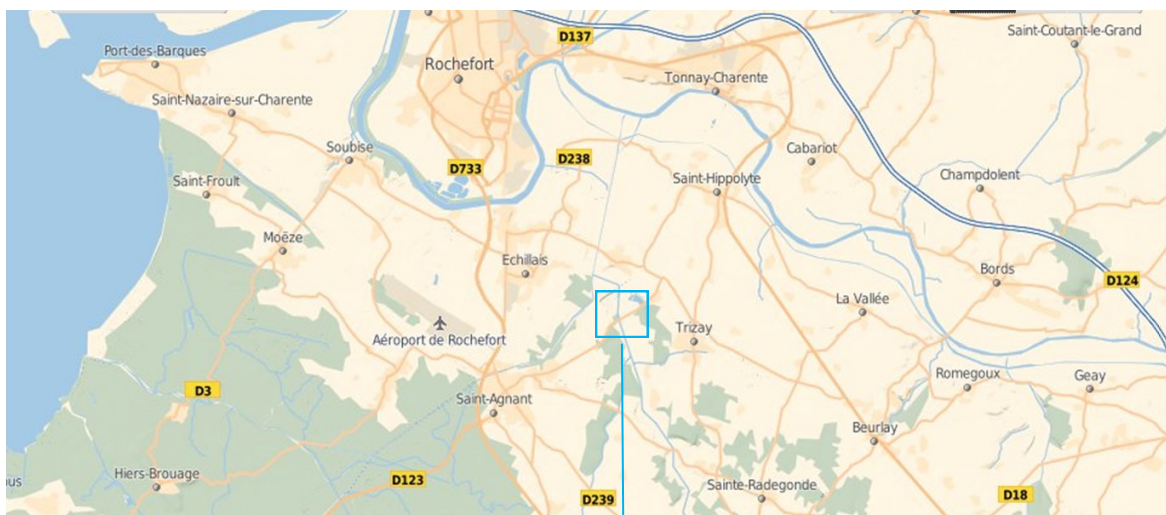 Saint-Coutant-le-Grand
D137
Port-des-Barques
Rochefort
Tonnay-Charente
Saint-Nazaire-sur-Charente
Soubise
Cabariot
D238
D733
Champdolent
Saint-Froult
Saint-Hippolyte
Moëze
Echillais
Bords
D124
La Vallée
Trizay
Aéroport de Rochefort
Romegoux
Geay
D3
Saint-Agnant
Beurlay
Hiers-Brouage
D123
ous
Sainte-Radegonde
D239
D18